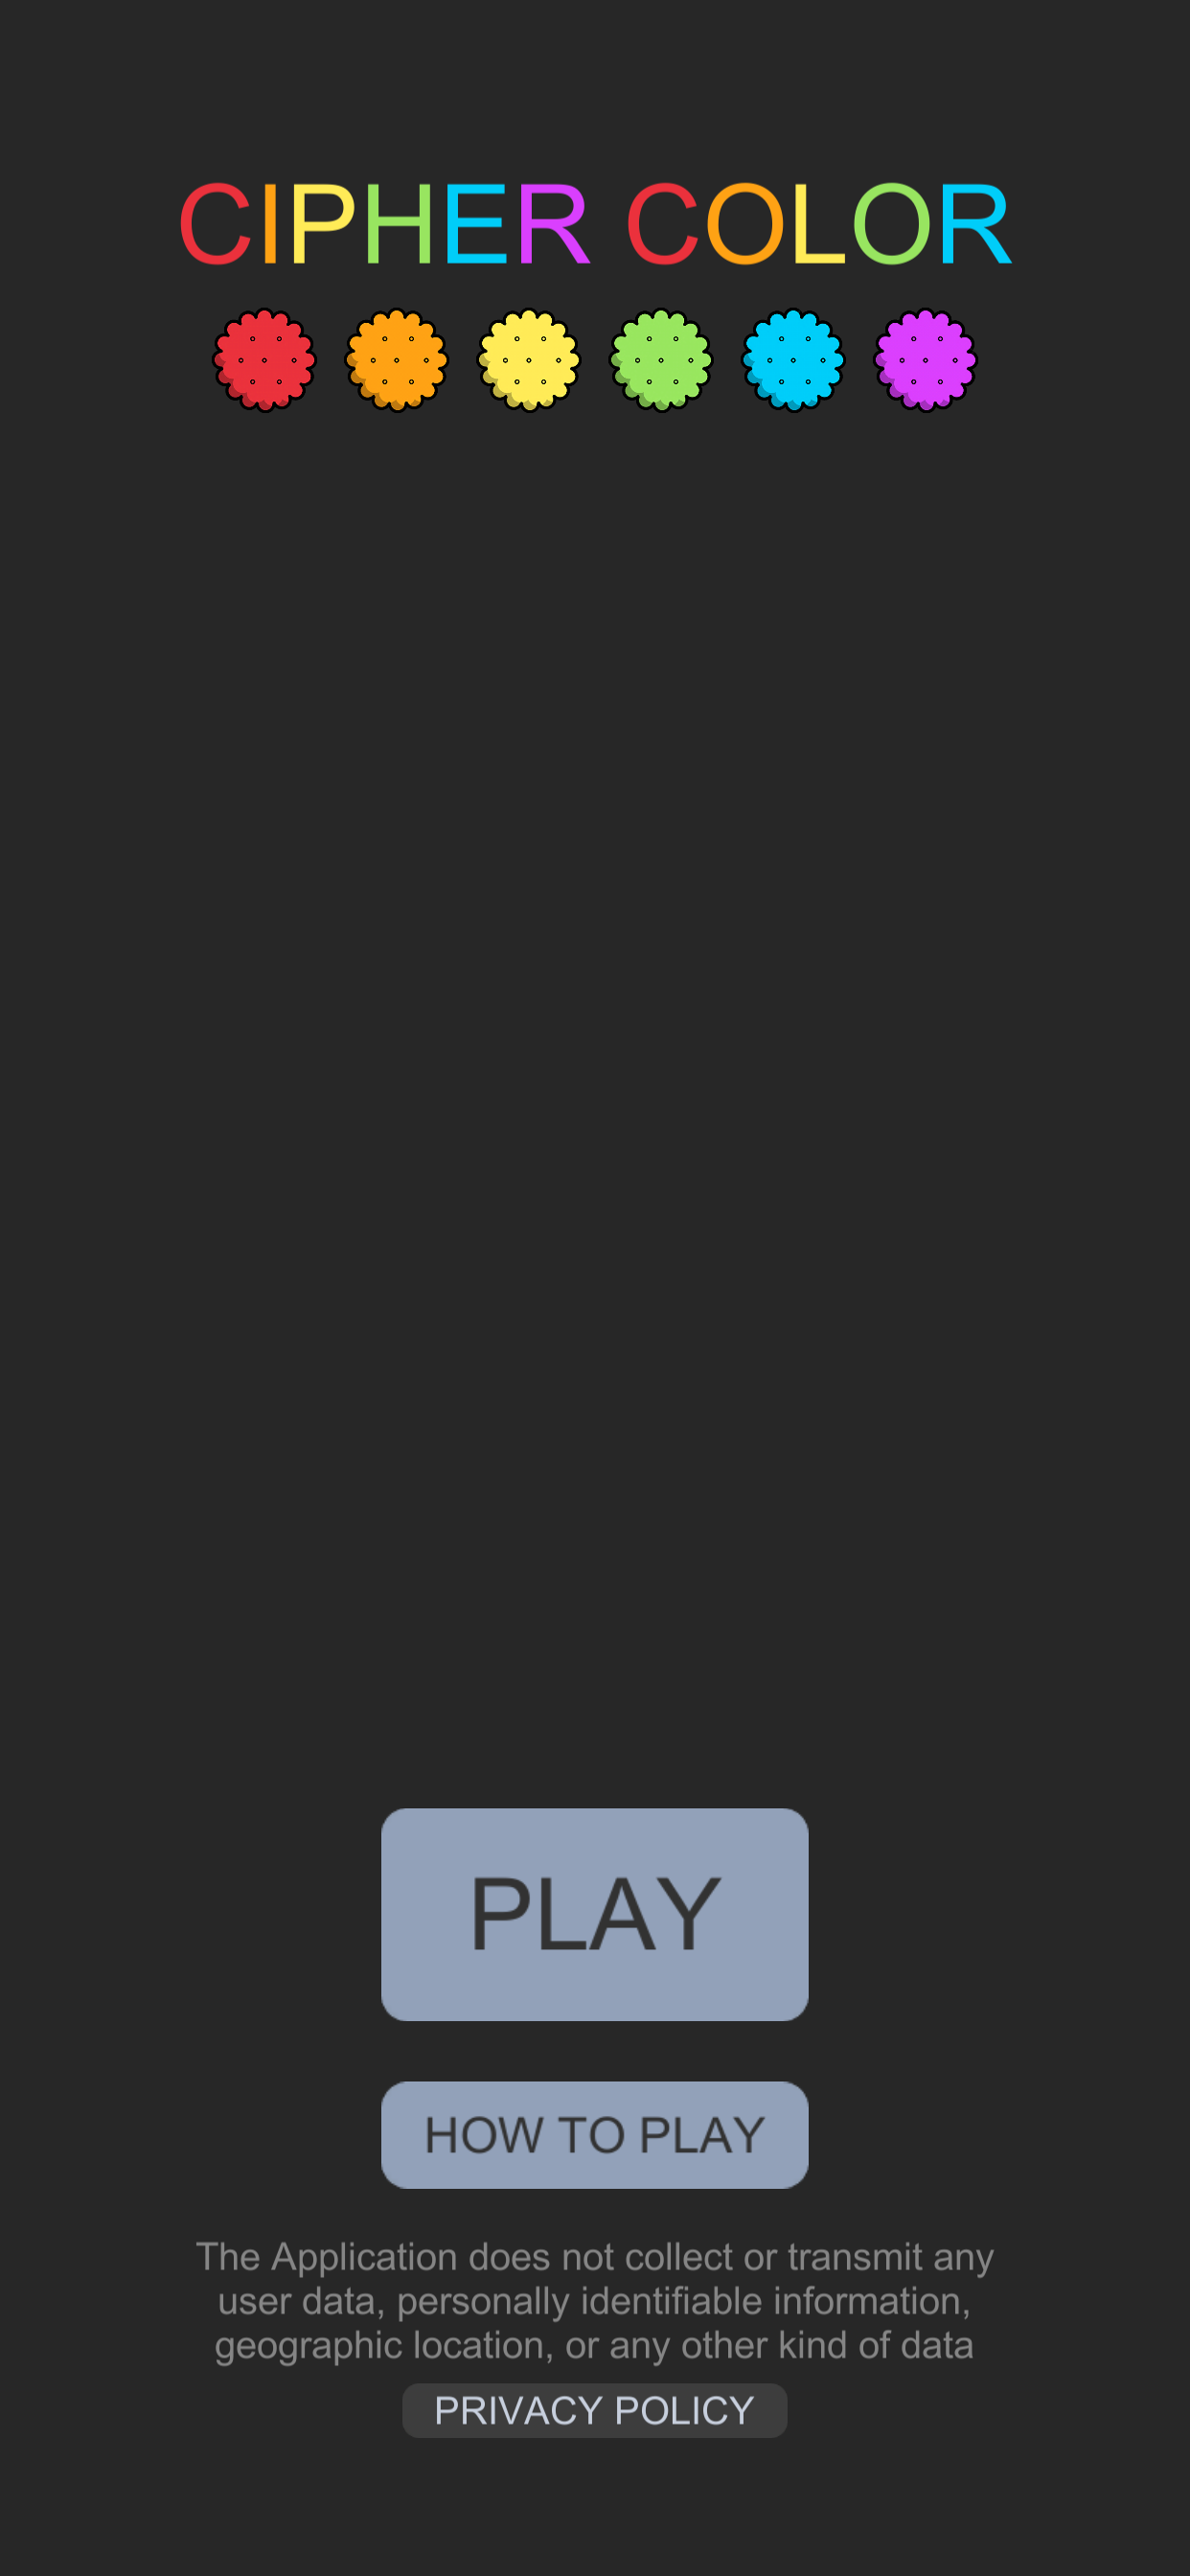 CIPHER COLOR
PLAY
HOW TO PLAY
The Application does not collect or transmit any
user data, personally identifiable information,
geographic location, or any other kind of data
PRIVACY POLICY